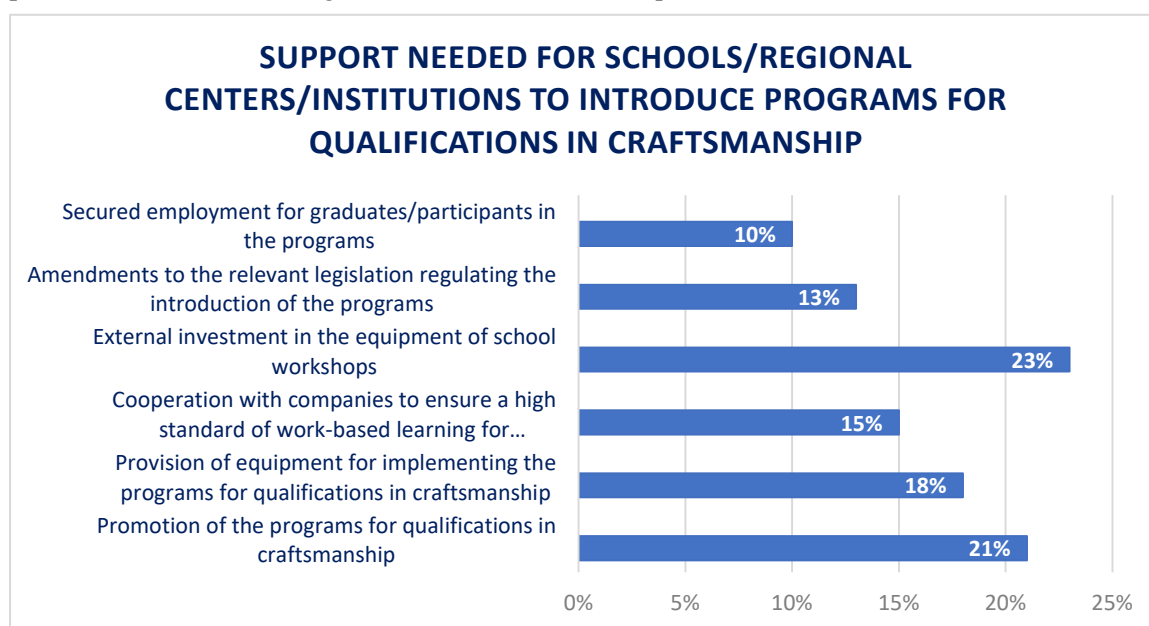 SUPPORT NEEDED FOR SCHOOLS/REGIONAL
CENTERS/INSTITUTIONS TO INTRODUCE PROGRAMS FOR
QUALIFICATIONS IN CRAFTSMANSHIP
Secured employment for graduates/participants in
the programs
10%
Amendments to the relevant legislation regulating the
introduction of the programs
13%
External investment in the equipment of school
workshops
23%
Cooperation with companies to ensure a high
standard of work-based learning for…
15%
Provision of equipment for implementing the
programs for qualifications in craftsmanship
18%
Promotion of the programs for qualifications in
craftsmanship
21%
0% 5% 10% 15% 20% 25%